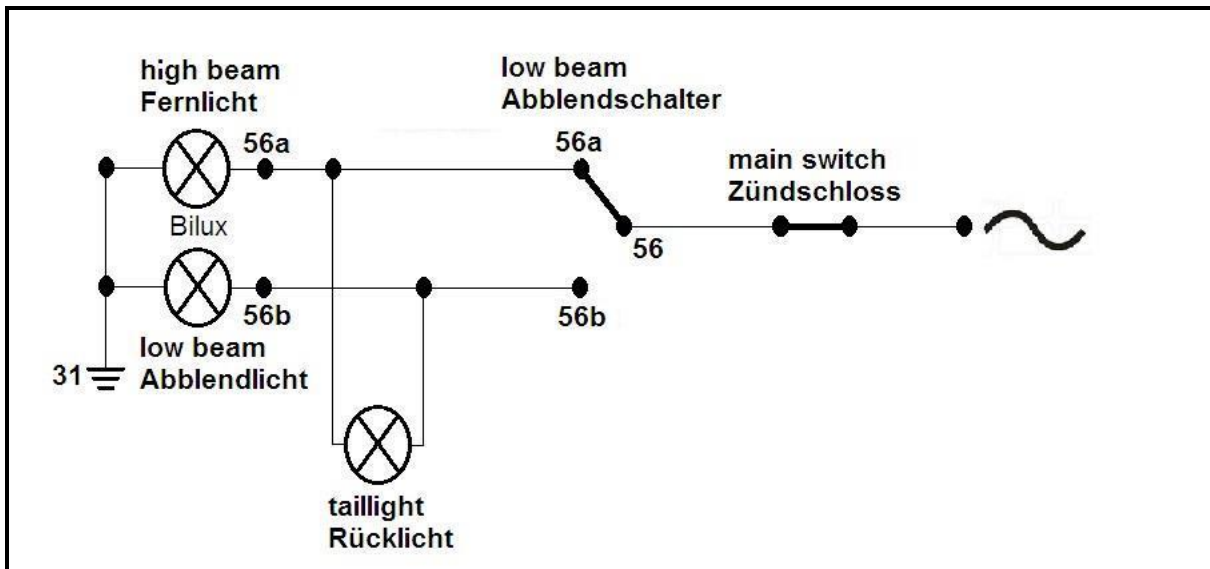 high beam
Fernlicht
56a
Bilux
low beam
Abblendschalter
56a
main switch
Zündschloss
56
56b
56b
low beam
Abblendlicht
31
taillight
Rücklicht